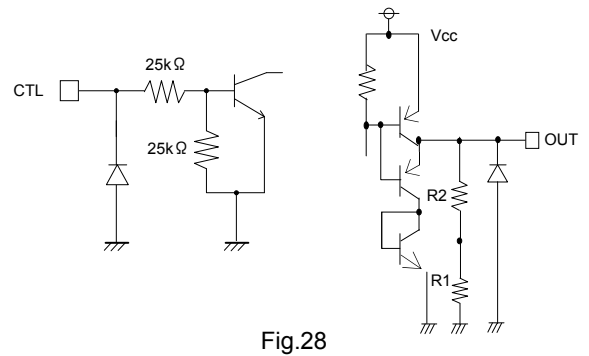 Vcc
25kΩ
CTL
25kΩ
OUT
R2
R1
Fig.28